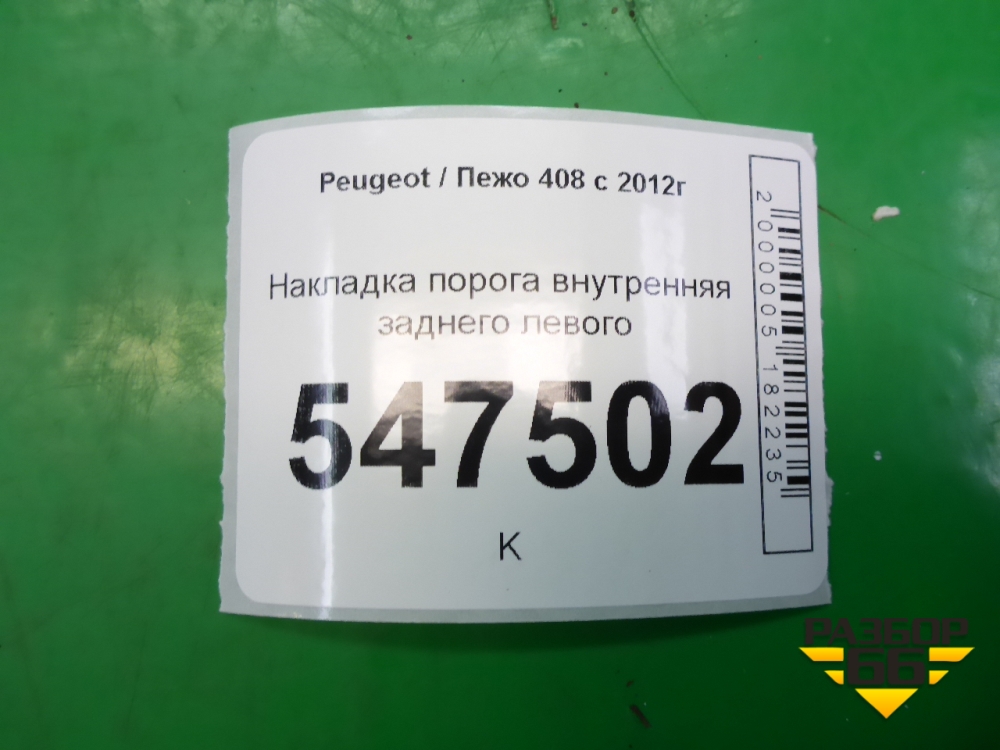 Peugeot / Пежо 408 с 2012г
Накладка порога внутренняя
заднего левого
547502
К
2000005182235
РАЗБОР
66